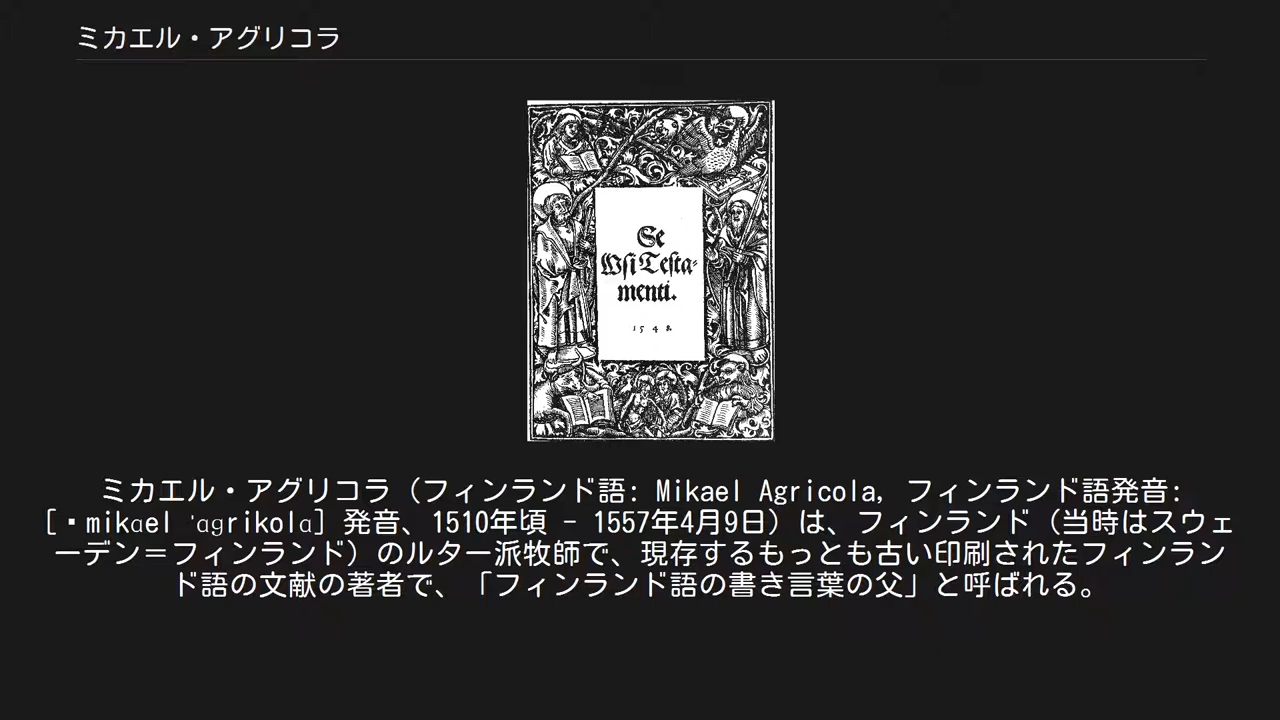 ミカエル・アグリコラ
Se
Wsi Testa-
menti.
1548.
ミカエル・アグリコラ（フィンランド語: Mikael Agricola, フィンランド語発音:
[ˈmikɑel ˈɑɡrikolɑ] 発音、1510年頃 – 1557年4月9日）は、フィンランド（当時はスウェ
ーデン＝フィンランド）のルター派牧師で、現存するもっとも古い印刷されたフィンラン
ド語の文献の著者で、「フィンランド語の書き言葉の父」と呼ばれる。